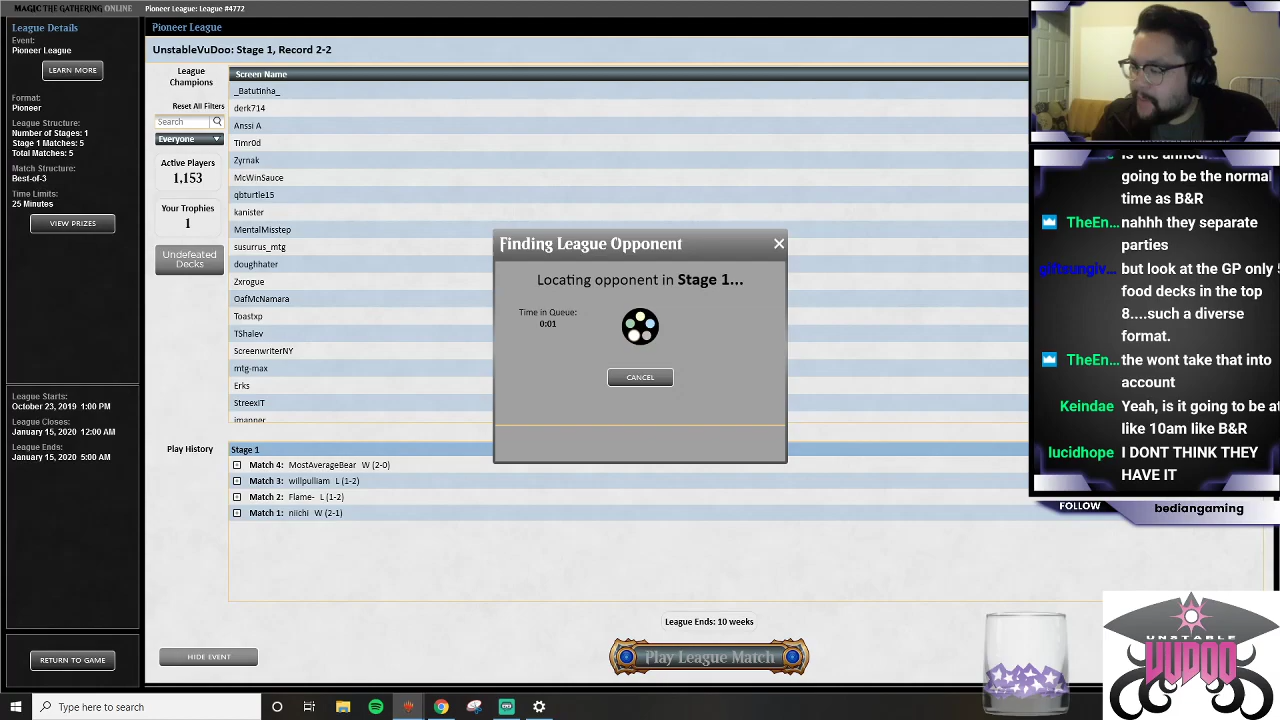 MAGIC THE GATHERING ONLINE
Pioneer League: League #4772
League Details
Event:
Pioneer League
LEARN MORE
Format:
Pioneer
League Structure:
Number of Stages: 1
Stage 1 Matches: 5
Total Matches: 5
Match Structure:
Best-of-3
Time Limits:
25 Minutes
VIEW PRIZES
League Starts:
October 23, 2019 1:00 PM
League Closes:
January 15, 2020 12:00 AM
League Ends:
January 15, 2020 5:00 AM
RETURN TO GAME
Pioneer League
UnstableVuDoo: Stage 1, Record 2-2
League
Champions
Reset All Filters
Search
Everyone
Active Players
1,153
Your Trophies
1
Undefeated
Decks
Screen Name
_Batutinha_
derk714
Anssi A
Timr0d
Zyrnak
McWinSauce
qbturtle15
kanister
MentalMisstep
susurrus_mtg
doughhater
Zxrogue
OafMcNamara
Toastxp
TShalev
ScreenwriterNY
mtg-max
Erks
StreexIT
Finding League Opponent
Locating opponent in Stage 1...
Time in Queue:
0:01
CANCEL
Play History
Stage 1
Match 4: MostAverageBear W (2-0)
Match 3: willpulliam L (1-2)
Match 2: Flame- L (1-2)
Match 1: niichi W (2-1)
League Ends: 10 weeks
HIDE EVENT
Play League Match
going to be the normal
time as B&R
TheEn... nahhh they separate
parties
but look at the GP only 5
food decks in the top
8....such a diverse
format.
TheEn... the wont take that into
account
Keindae Yeah, is it going to be at
like 10am like B&R
lucidhope I DONT THINK THEY
HAVE IT
FOLLOW bediangaming
UNSTABLE
VUDOO
Type here to search